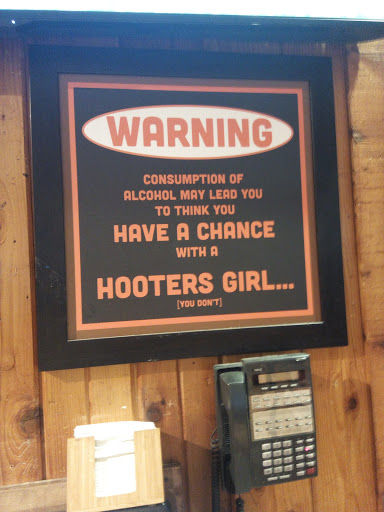 WARNING
CONSUMPTION OF
ALCOHOL MAY LEAD YOU
TO THINK YOU
HAVE A CHANCE
WITH A
HOOTERS GIRL...
[YOU DON'T]